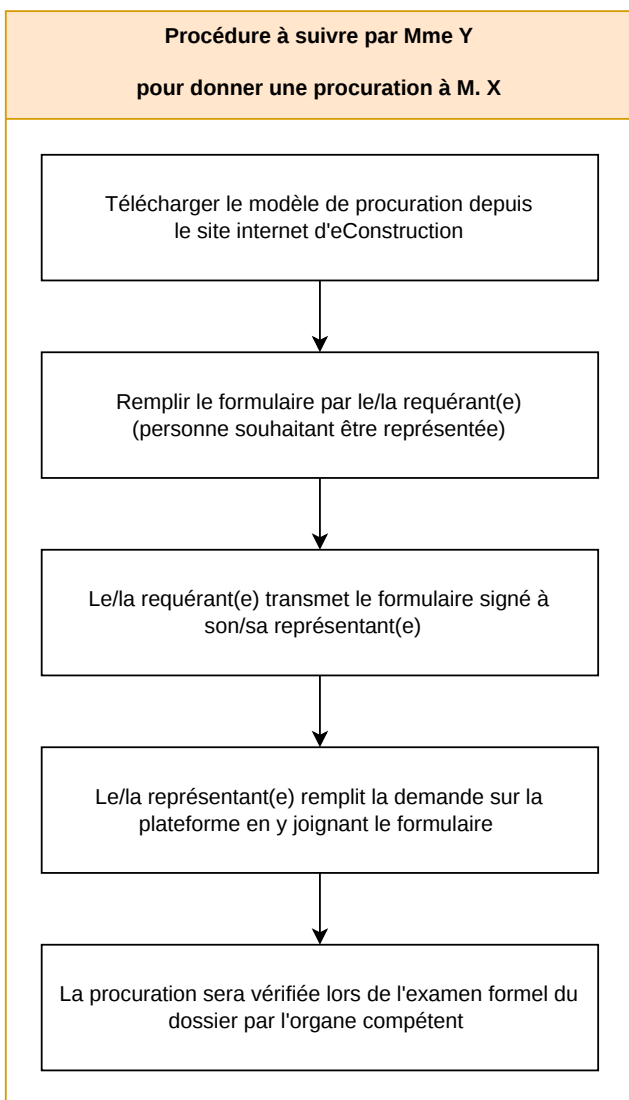 Procédure à suivre par Mme Y
pour donner une procuration à M. X
Télécharger le modèle de procuration depuis
le site internet d'eConstruction
Remplir le formulaire par le/la requérant(e)
(personne souhaitant être représentée)
Le/la requérant(e) transmet le formulaire signé à
son/sa représentant(e)
Le/la représentant(e) remplit la demande sur la
plateforme en y joignant le formulaire
La procuration sera vérifiée lors de l'examen formel du
dossier par l'organe compétent